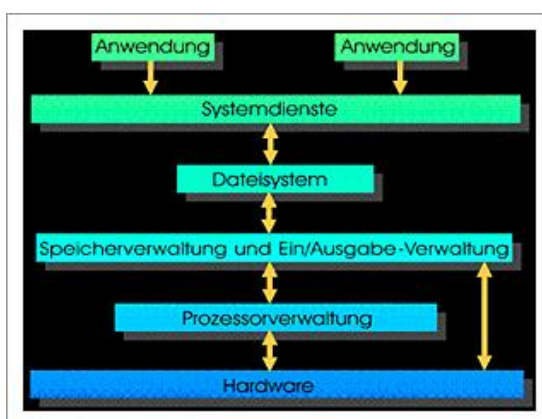 Anwendung Anwendung
Systemdienste
Dateisystem
Speicherverwaltung und Ein/Ausgabe-Verwaltung
Prozessorverwaltung
Hardware